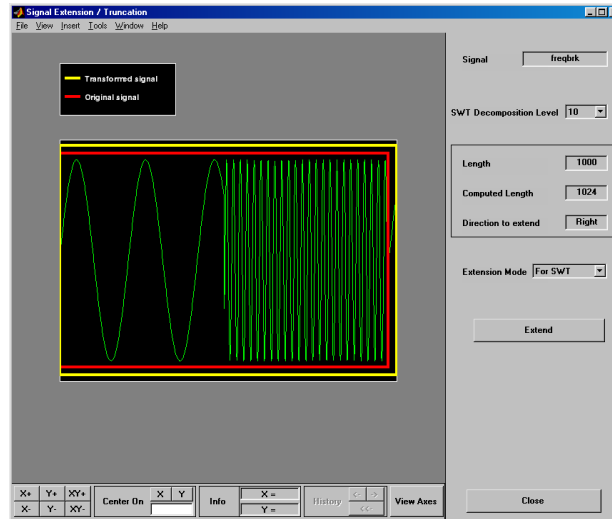 Signal Extension / Truncation
File View Insert Tools Window Help
Transformred signal
Original signal
Signal freqbrk
SWT Decomposition Level 10
Length 1000
Computed Length 1024
Direction to extend Right
Extension Mode For SWT
Extend
X+ Y+ XY+
X- Y- XY-
Center On X Y
Info X =
Y =
History <- ->
<<-
View Axes
Close